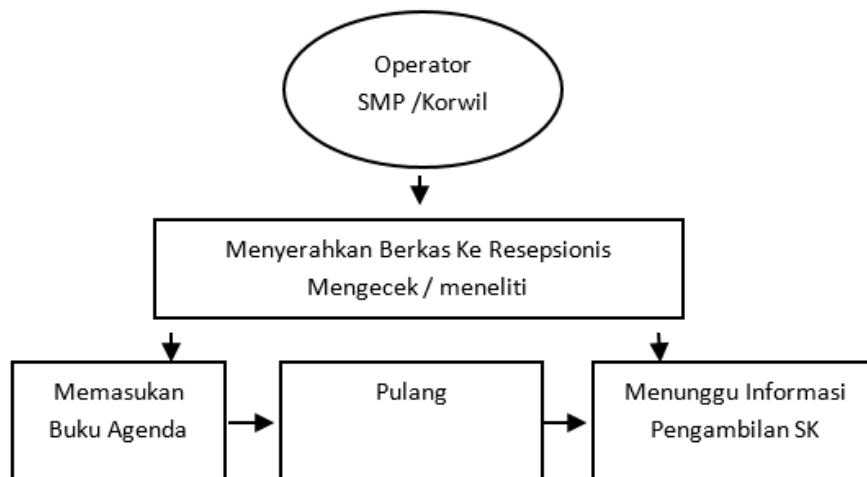 Operator
SMP /Korwil
Menyerahkan Berkas Ke Resepsionis
Mengecek / meneliti
Memasukan
Buku Agenda
Pulang
Menunggu Informasi
Pengambilan SK